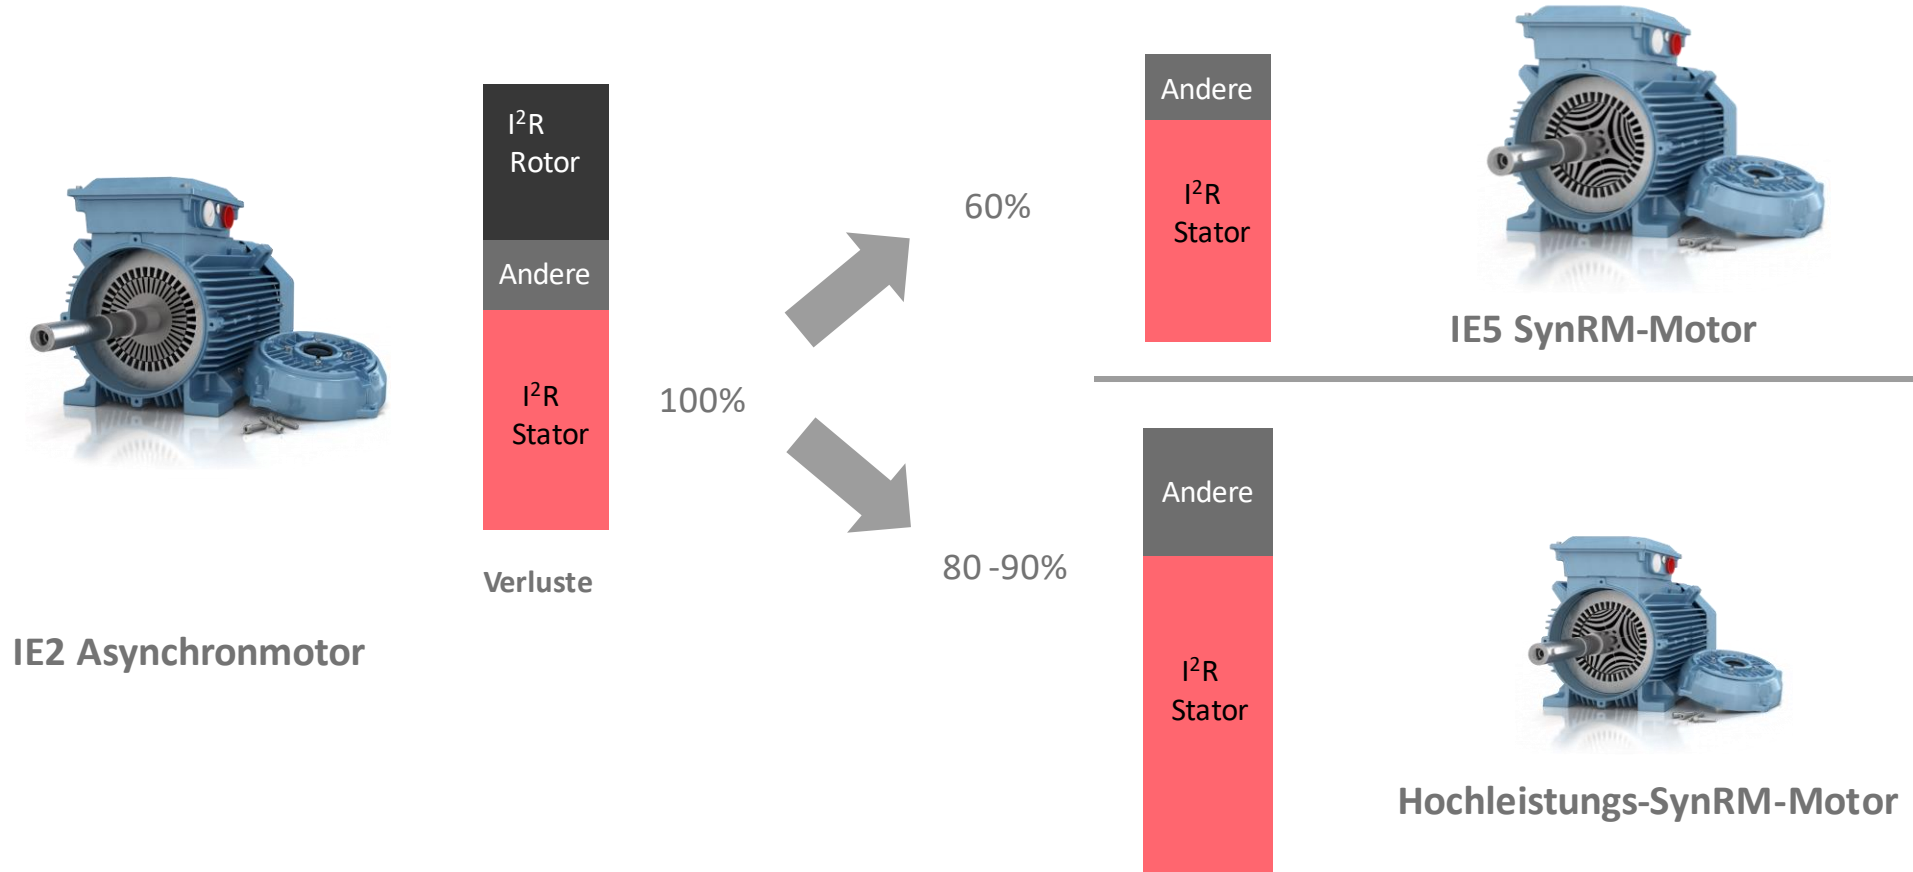 I²R
Rotor
Andere
I²R
Stator
Verluste
IE2 Asynchronmotor
100%
60%
Andere
I²R
Stator
IE5 SynRM-Motor
80 -90%
Andere
I²R
Stator
Hochleistungs-SynRM-Motor